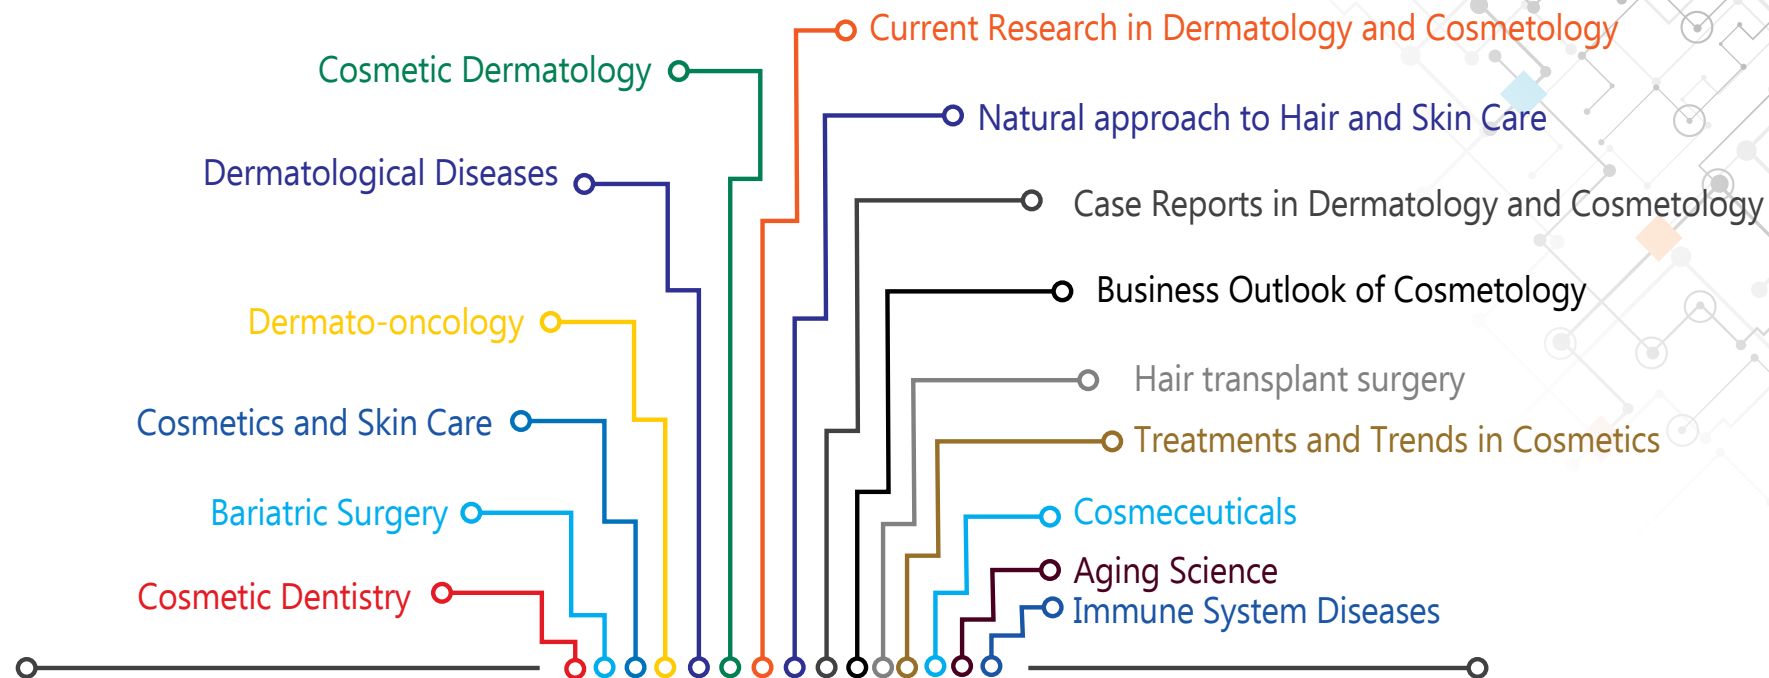 Current Research in Dermatology and Cosmetology
Cosmetic Dermatology
Natural approach to Hair and Skin Care
Dermatological Diseases
Case Reports in Dermatology and Cosmetology
Business Outlook of Cosmetology
Dermato-oncology
Hair transplant surgery
Cosmetics and Skin Care
Treatments and Trends in Cosmetics
Bariatric Surgery
Cosmeceuticals
Aging Science
Cosmetic Dentistry
Immune System Diseases